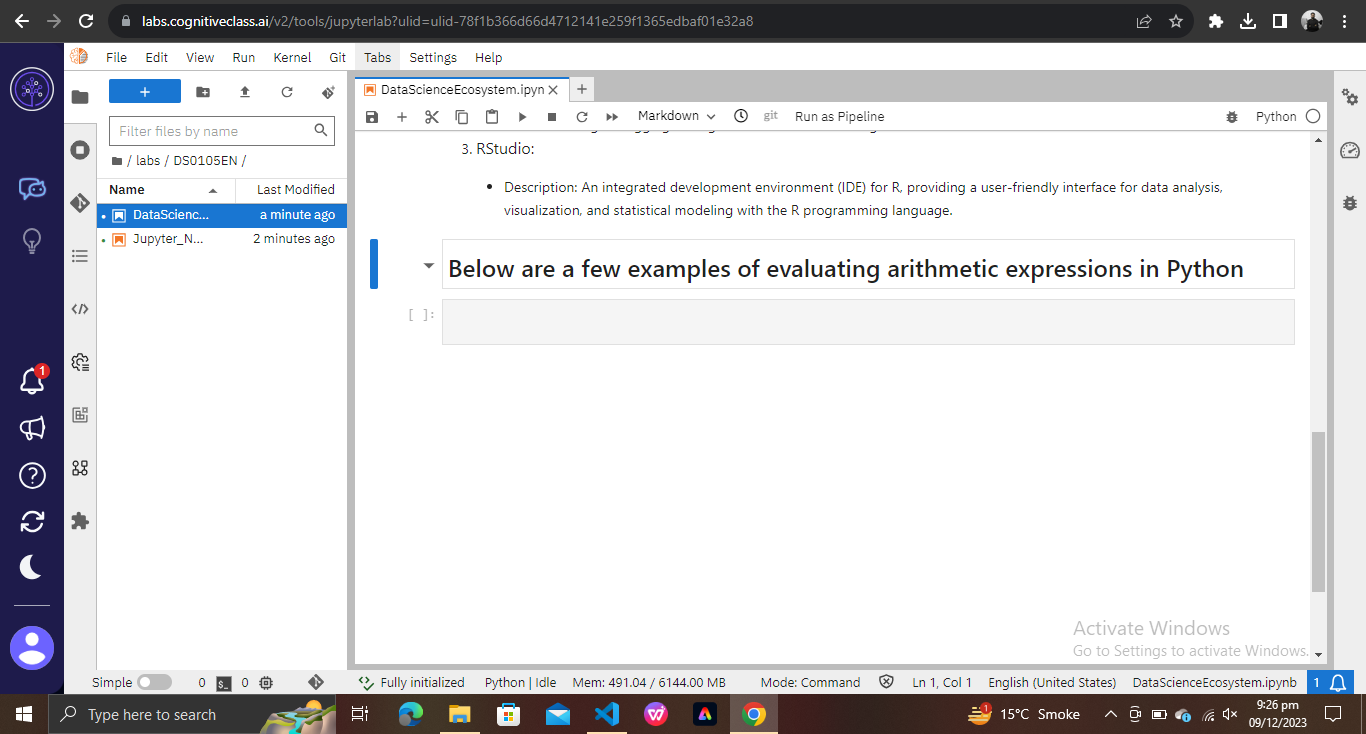 labs.cognitiveclass.ai/v2/tools/jupyterlab?ulid=ulid-78f1b366d66d4712141e259f1365edbaf01e32a8
File Edit View Run Kernel Git Tabs Settings Help
DataScienceEcosystem.ipyn
Markdown git Run as Pipeline Python
Filter files by name
/ labs / DS0105EN /
Name Last Modified
DataScienc... a minute ago
Jupyter_N... 2 minutes ago
3. RStudio:
• Description: An integrated development environment (IDE) for R, providing a user-friendly interface for data analysis,
visualization, and statistical modeling with the R programming language.
Below are a few examples of evaluating arithmetic expressions in Python
[ ]:
1
Activate Windows
Go to Settings to activate Windows.
Simple 0 $_ 0 Fully initialized Python | Idle Mem: 491.04 / 6144.00 MB Mode: Command Ln 1, Col 1 English (United States) DataScienceEcosystem.ipynb 1
Type here to search 1 15°C Smoke 9:26 pm
09/12/2023